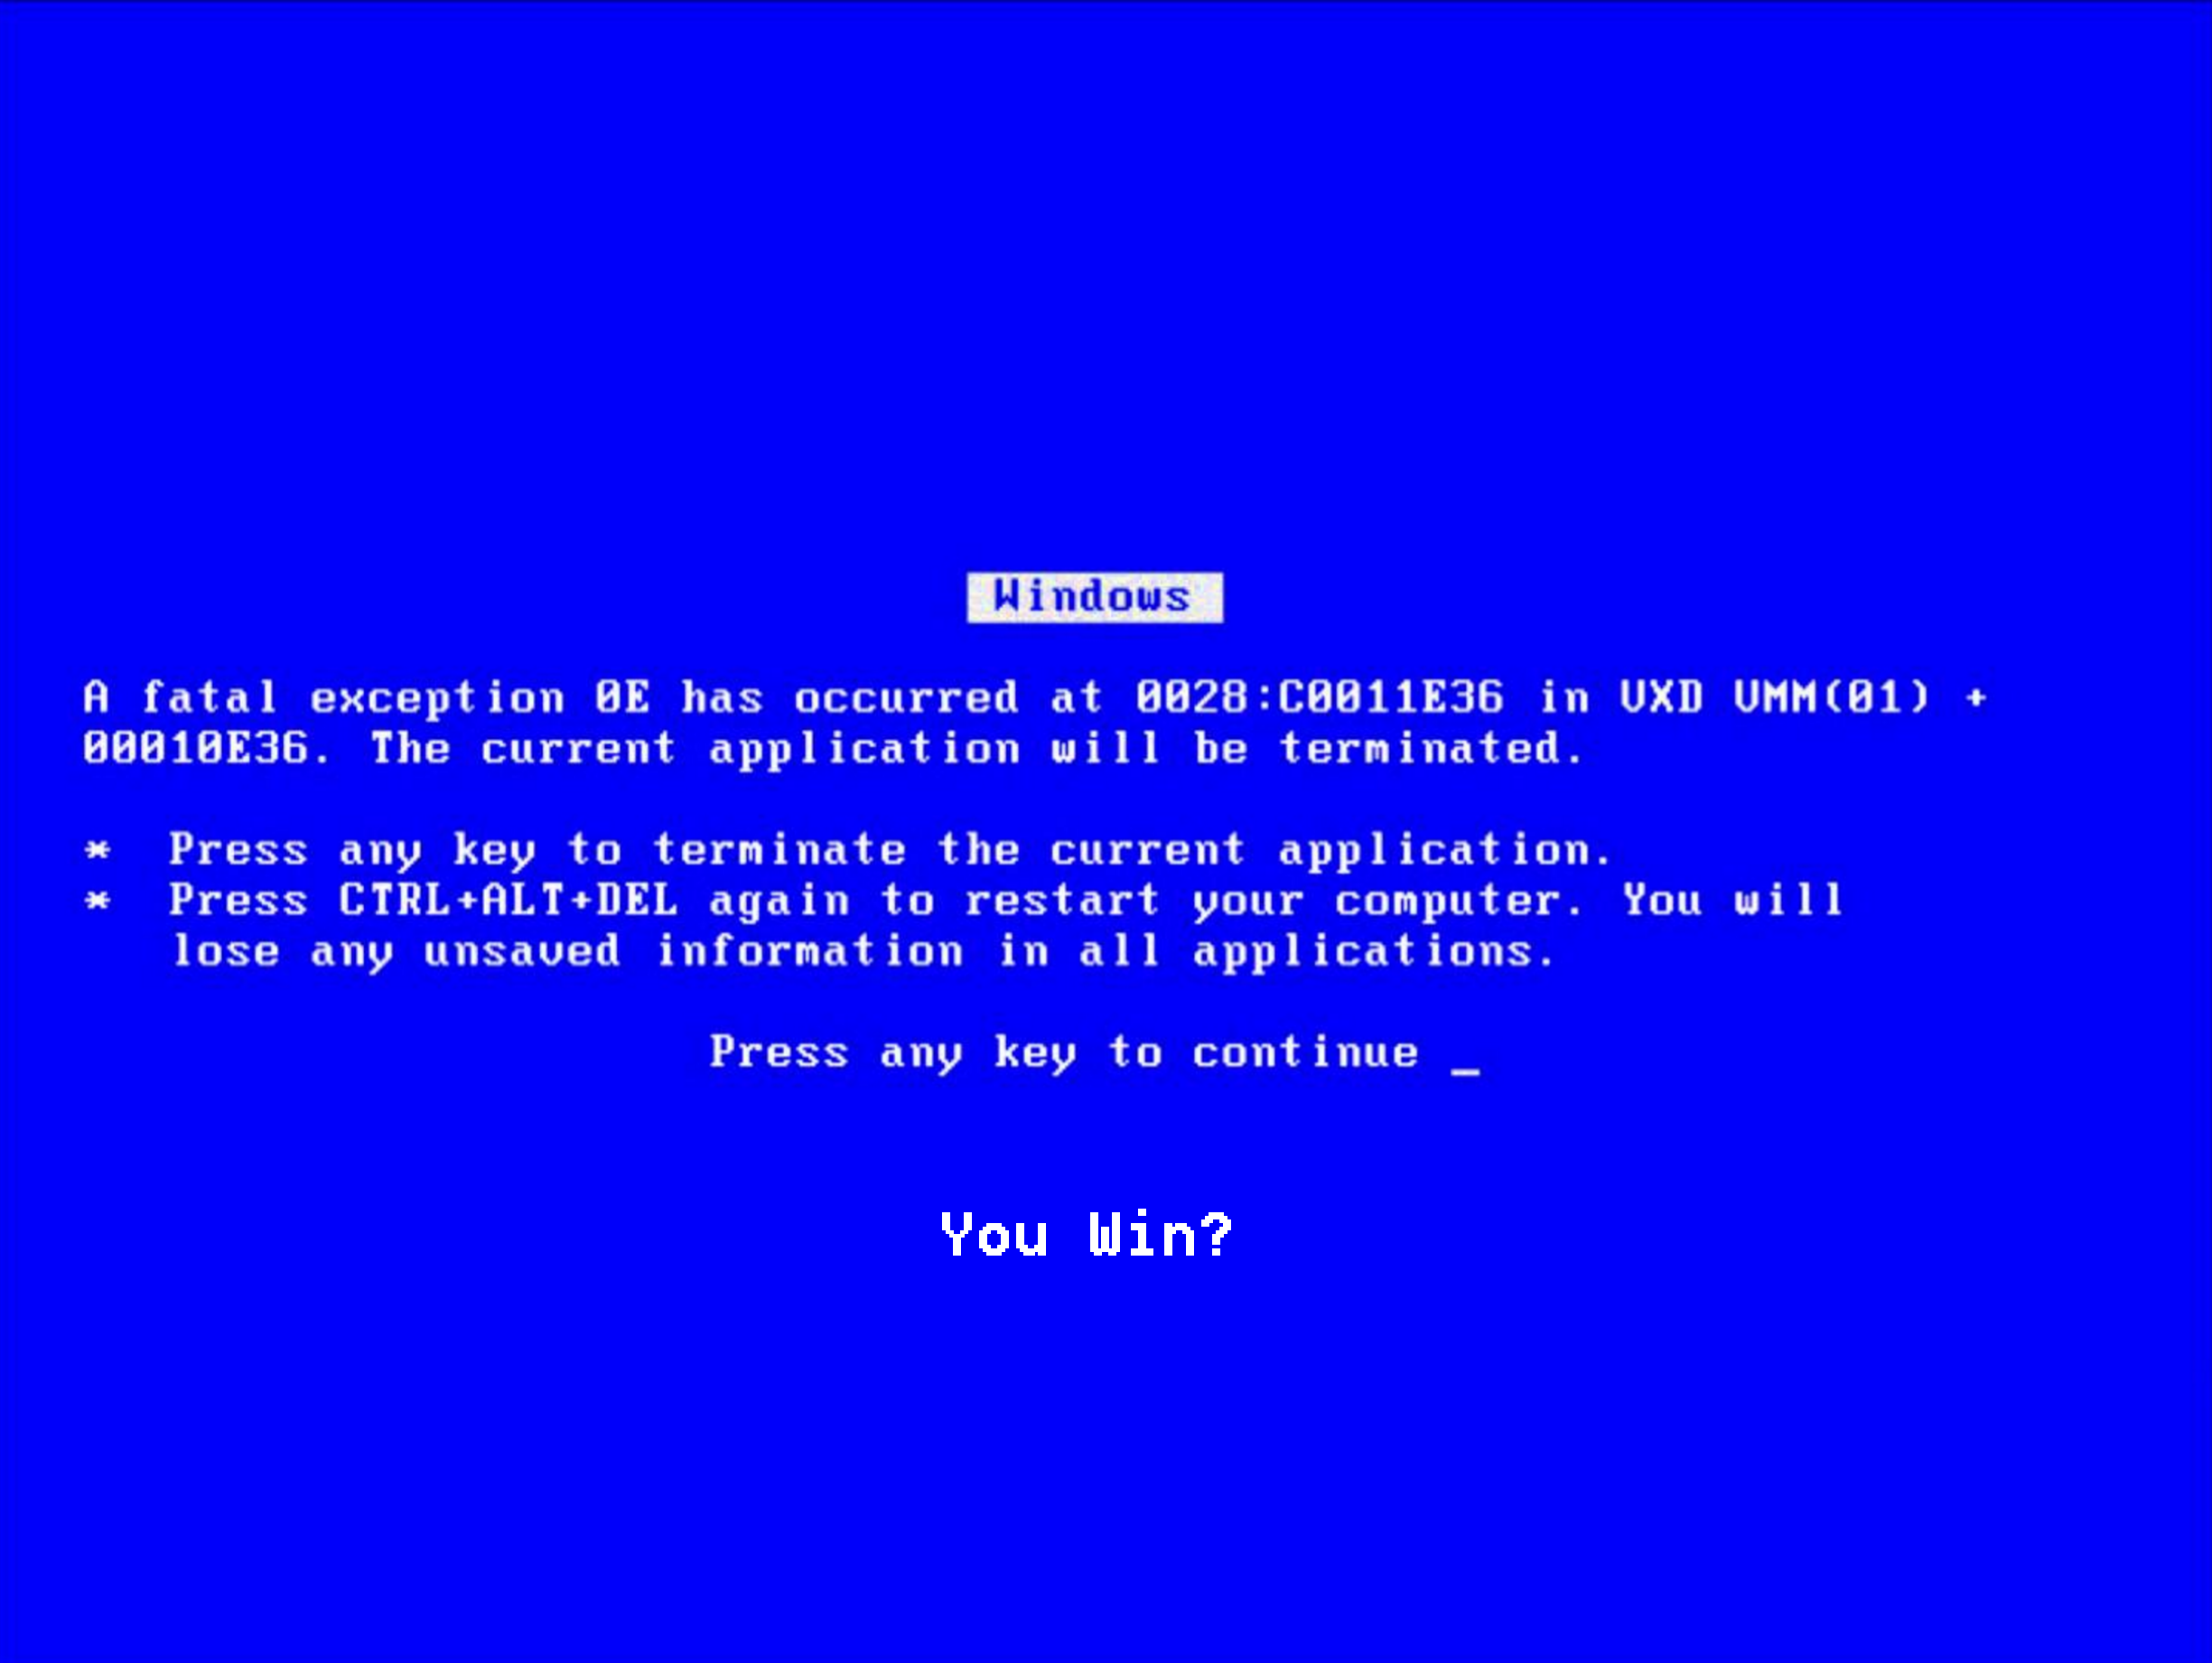 Windows
A fatal exception 0E has occurred at 0028:C0011E36 in VXD VMM(01) +
00010E36. The current application will be terminated.
* Press any key to terminate the current application.
* Press CTRL+ALT+DEL again to restart your computer. You will
lose any unsaved information in all applications.
Press any key to continue _
You Win?